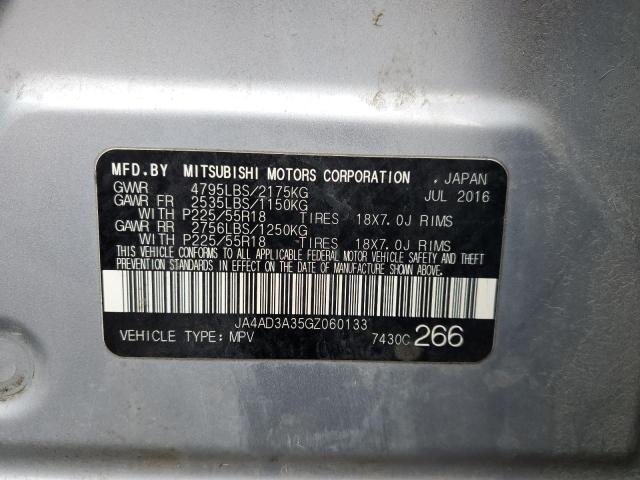 MFD.BY MITSUBISHI MOTORS CORPORATION . JAPAN
GVWR 4795LBS/2175KG JUL 2016
GAWR FR 2535LBS/1150KG
WITH P225/55R18 TIRES 18X7.0J RIMS
GAWR RR 2756LBS/1250KG
WITH P225/55R18 TIRES 18X7.0J RIMS
THIS VEHICLE CONFORMS TO ALL APPLICABLE FEDERAL MOTOR VEHICLE SAFETY AND THEFT
PREVENTION STANDARDS IN EFFECT ON THE DATE OF MANUFACTURE SHOWN ABOVE.
JA4AD3A35GZ060133
VEHICLE TYPE: MPV 7430C 266